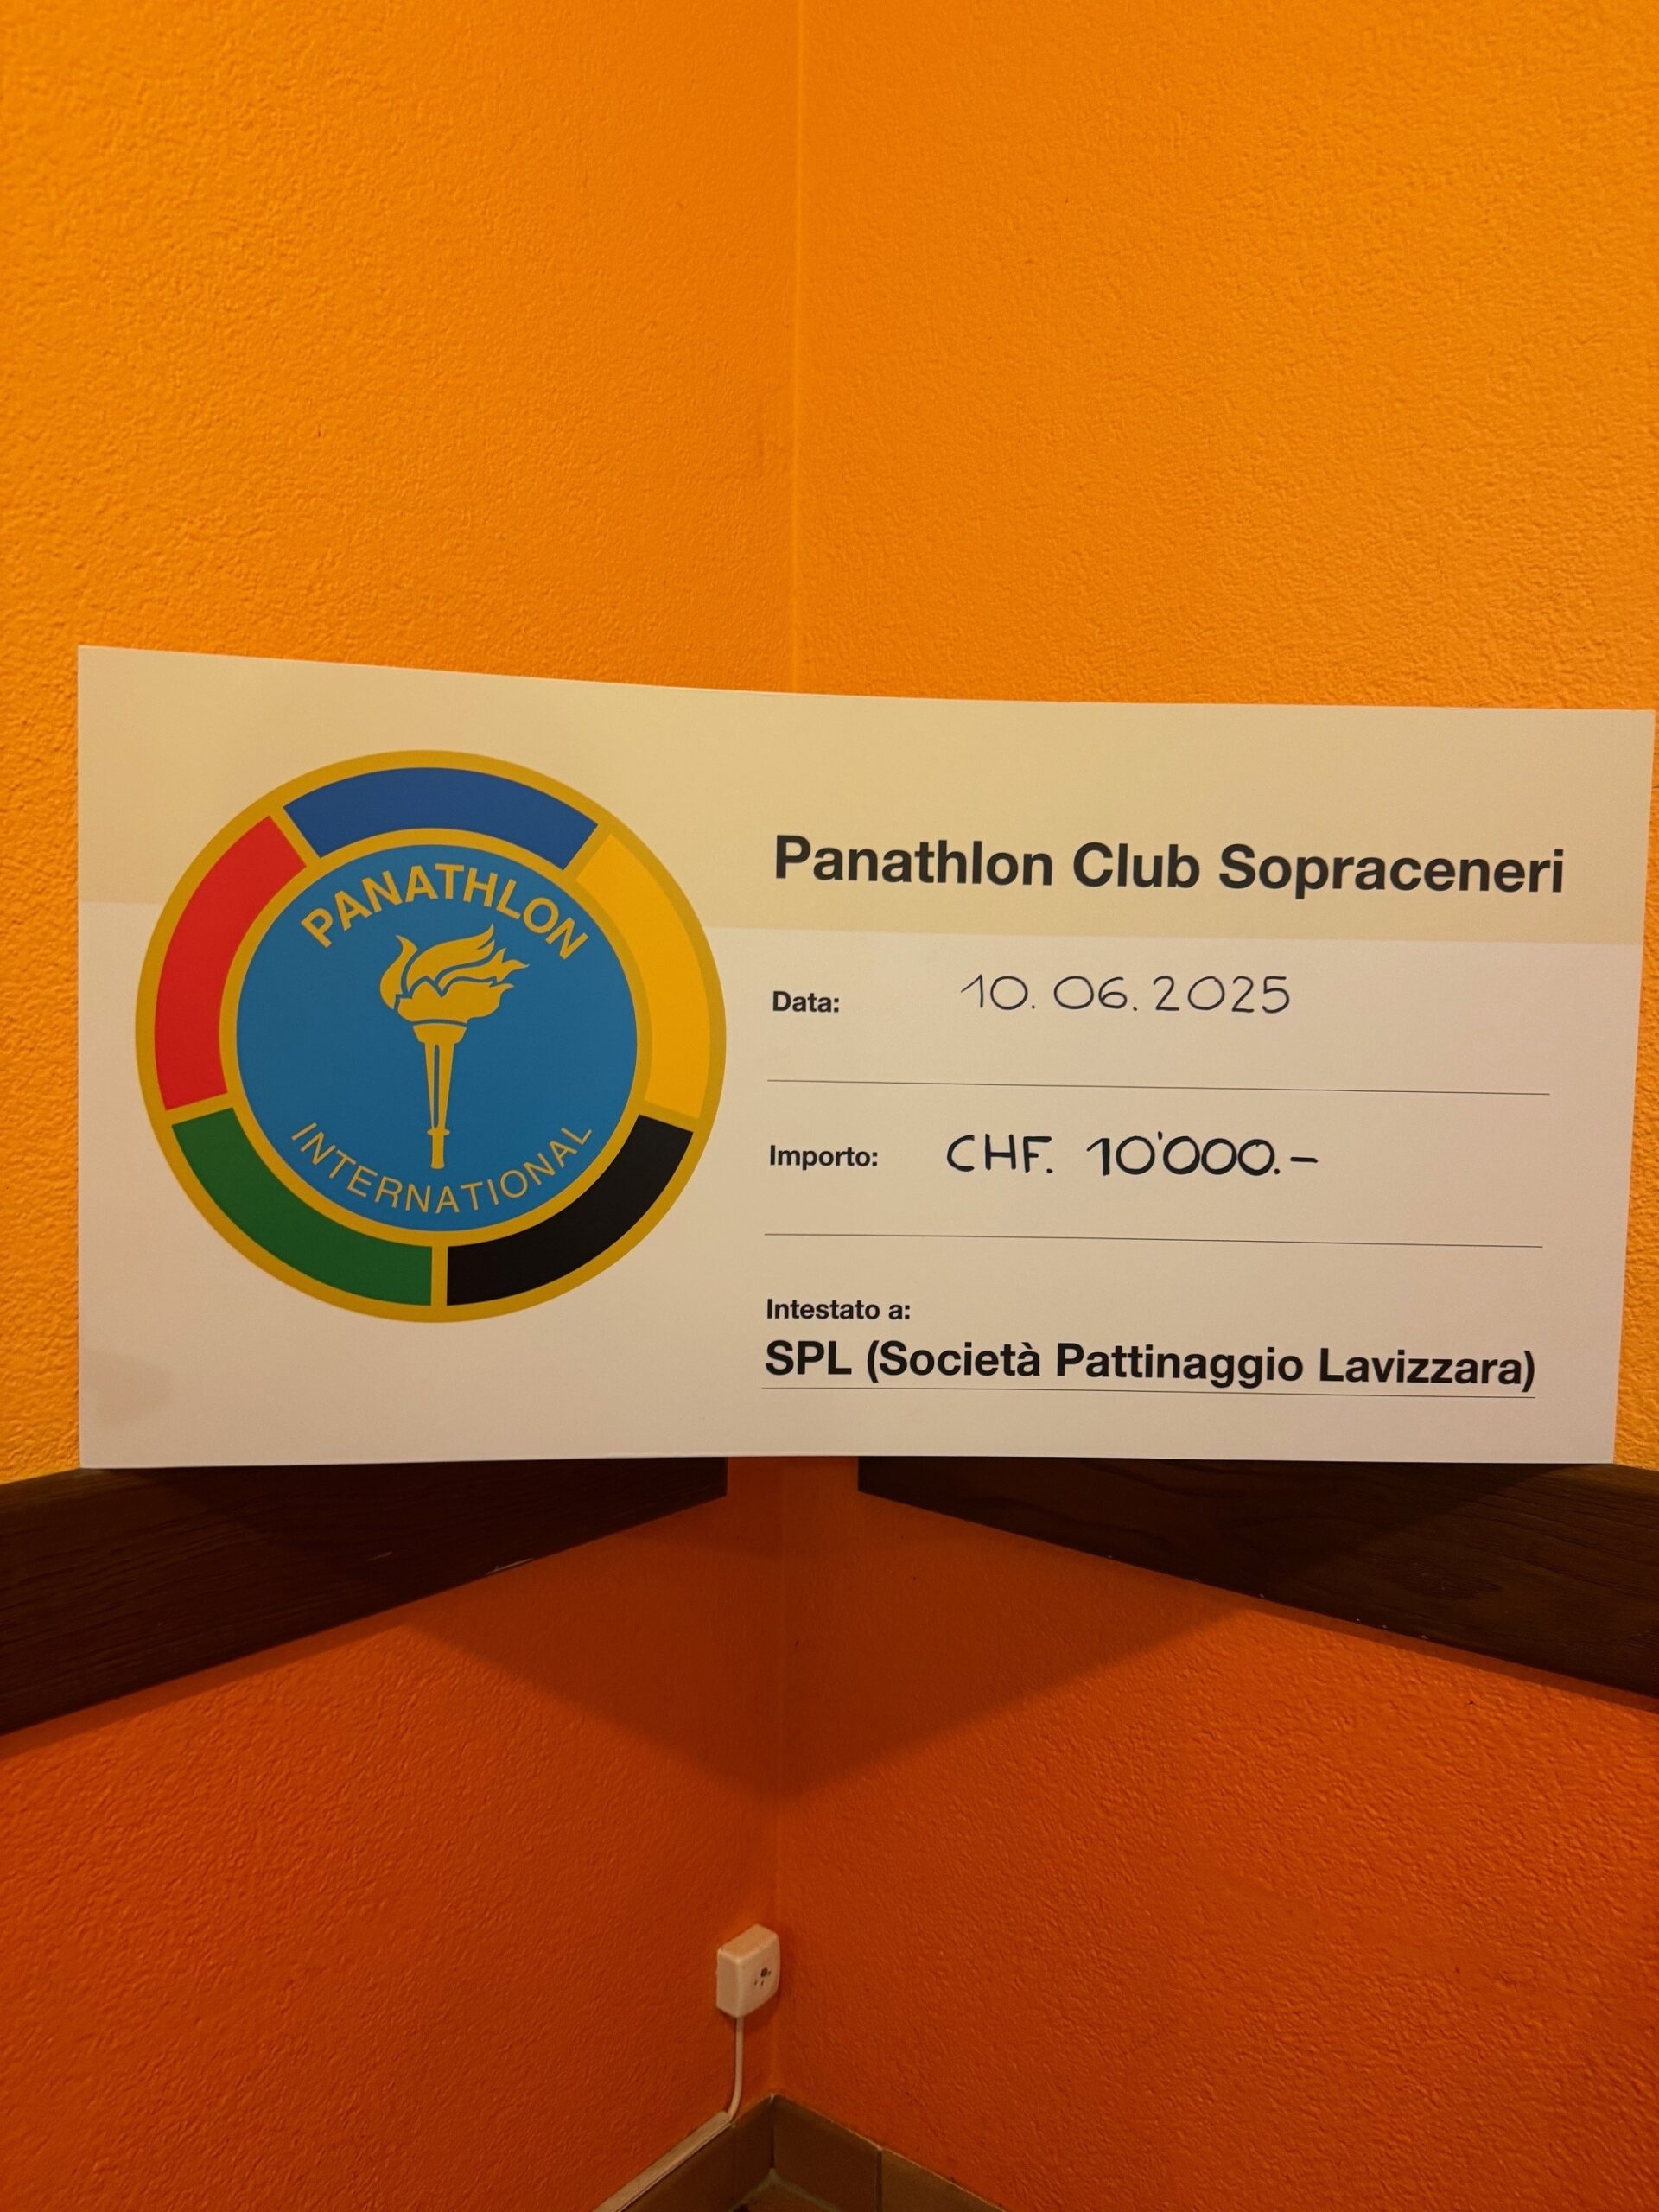 PANATHLON
INTERNATIONAL
Panathlon Club Sopraceneri
Data: 10.06.2025
Importo: CHF. 10'000.-
Intestato a:
SPL (Società Pattinaggio Lavizzara)